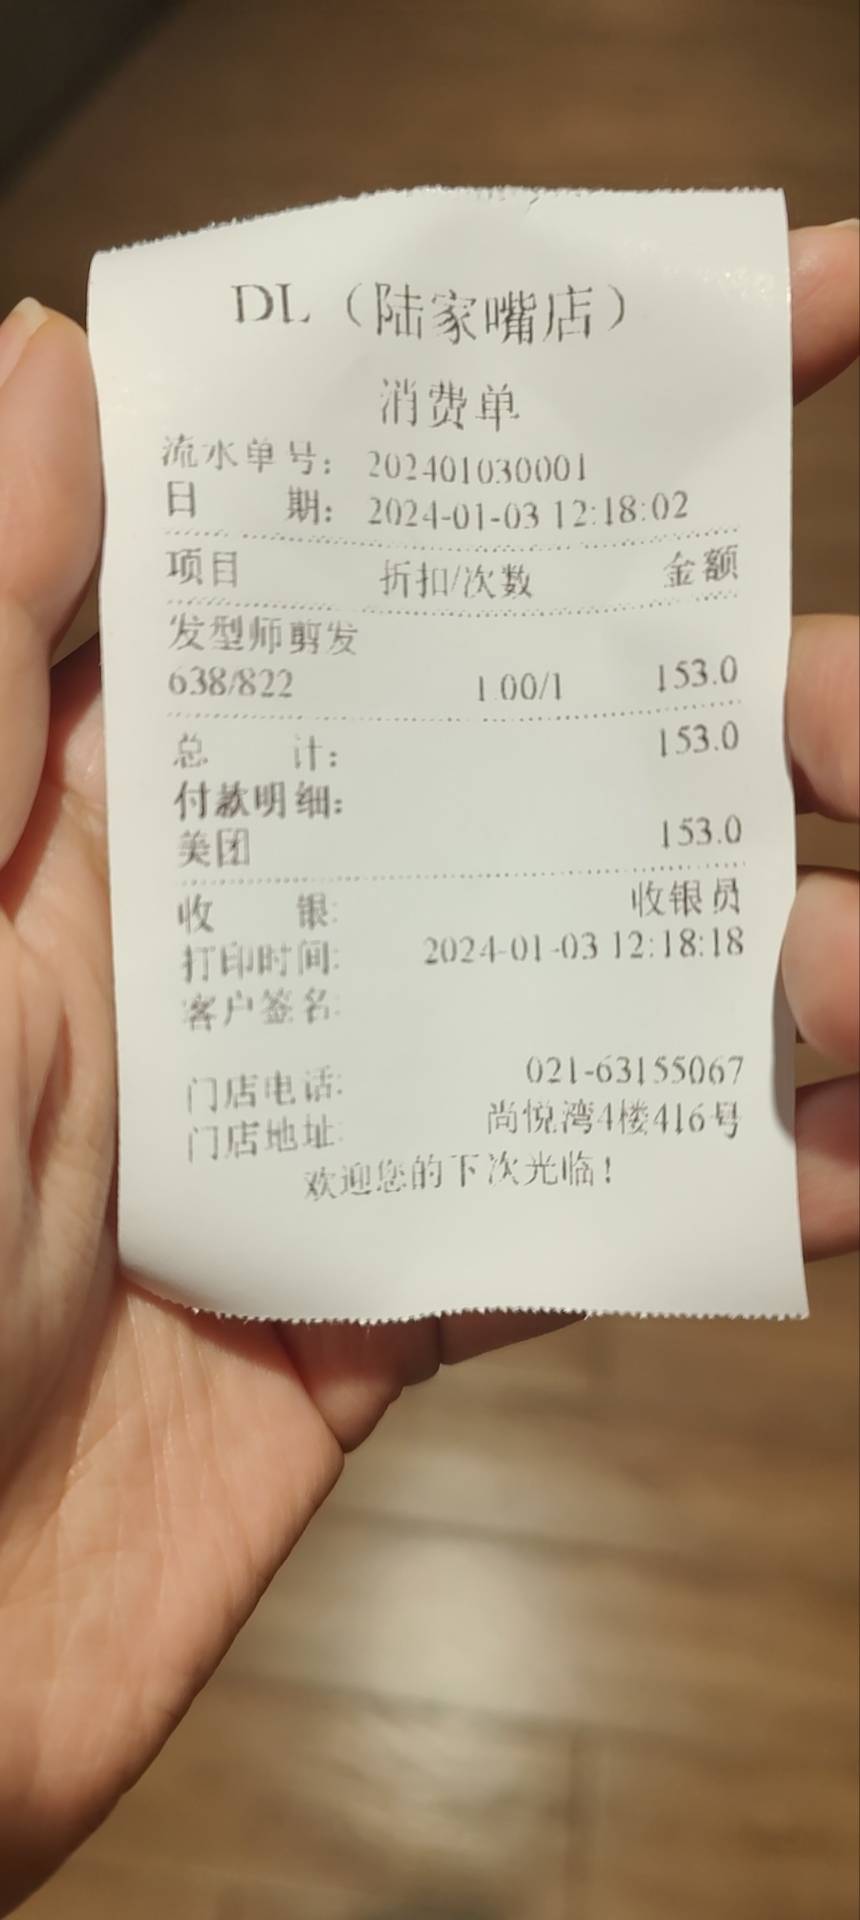 DL（陆家嘴店）
消费单
流水单号：202401030001
日 期：2024-01-03 12:18:02
项目 折扣/次数 金额
发型师剪发
638/822 1.00/1 153.0
总 计： 153.0
付款明细：
美团 153.0
收 银: 收银员
打印时间: 2024-01-03 12:18:18
客户签名:
门店电话: 021-63155067
门店地址: 尚悦湾4楼416号
欢迎您的下次光临！